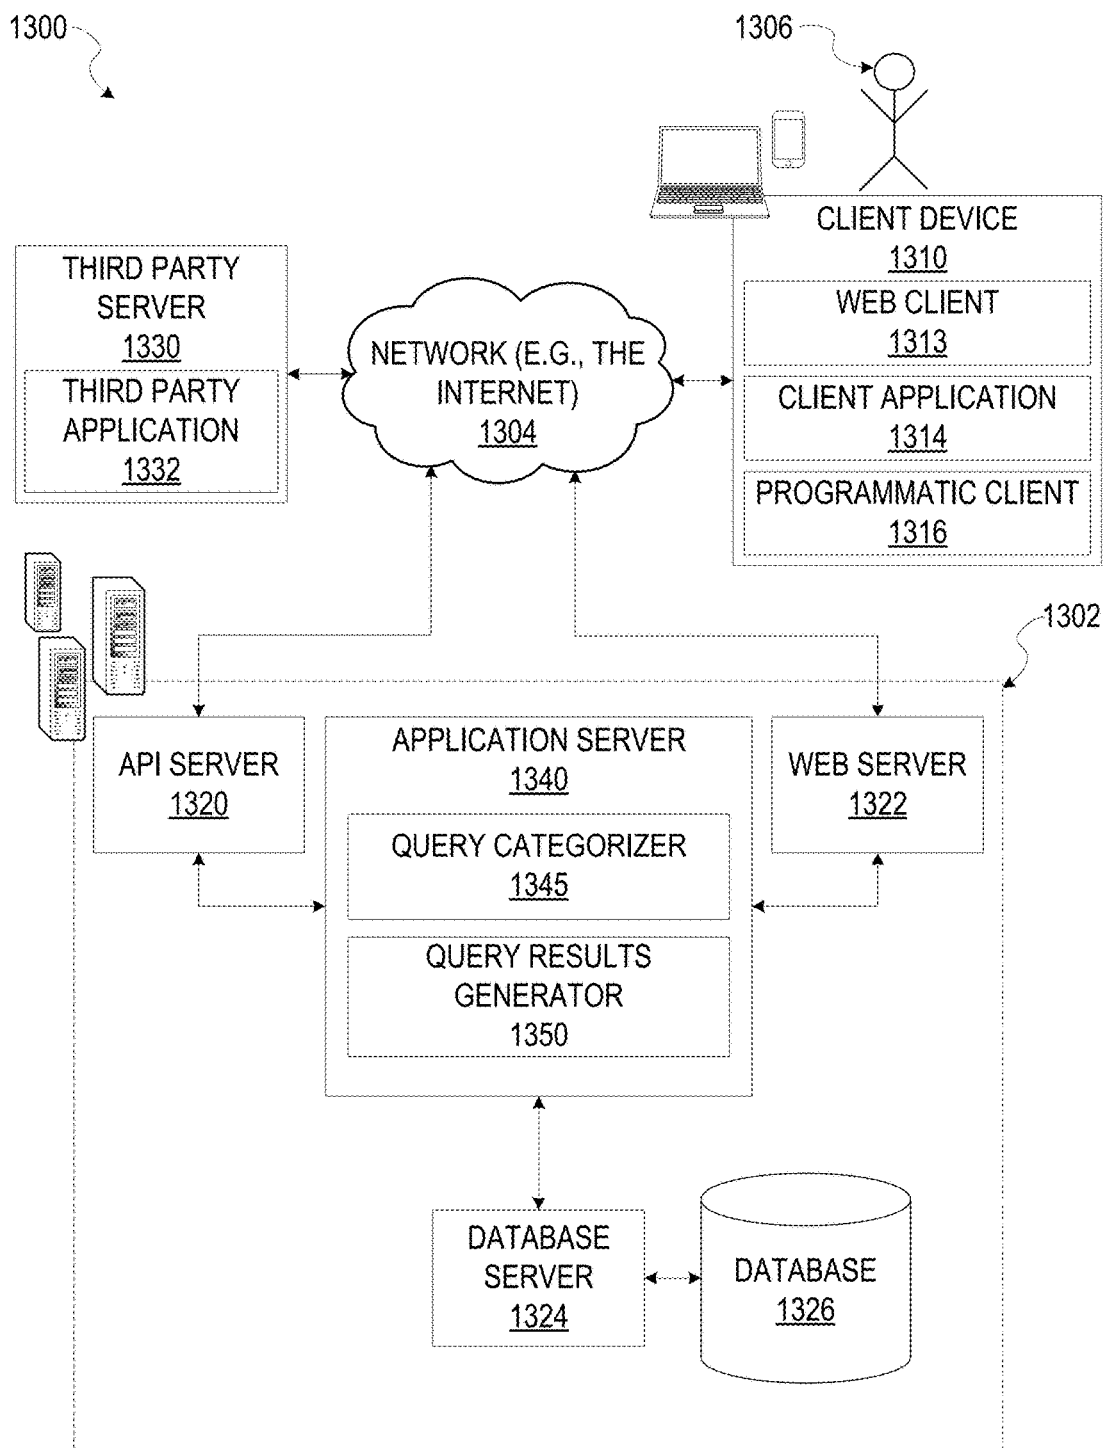 1300
1306
CLIENT DEVICE
1310
WEB CLIENT
1313
CLIENT APPLICATION
1314
PROGRAMMATIC CLIENT
1316
THIRD PARTY
SERVER
1330
THIRD PARTY
APPLICATION
1332
NETWORK (E.G., THE
INTERNET)
1304
1302
API SERVER
1320
APPLICATION SERVER
1340
QUERY CATEGORIZER
1345
QUERY RESULTS
GENERATOR
1350
WEB SERVER
1322
DATABASE
SERVER
1324
DATABASE
1326